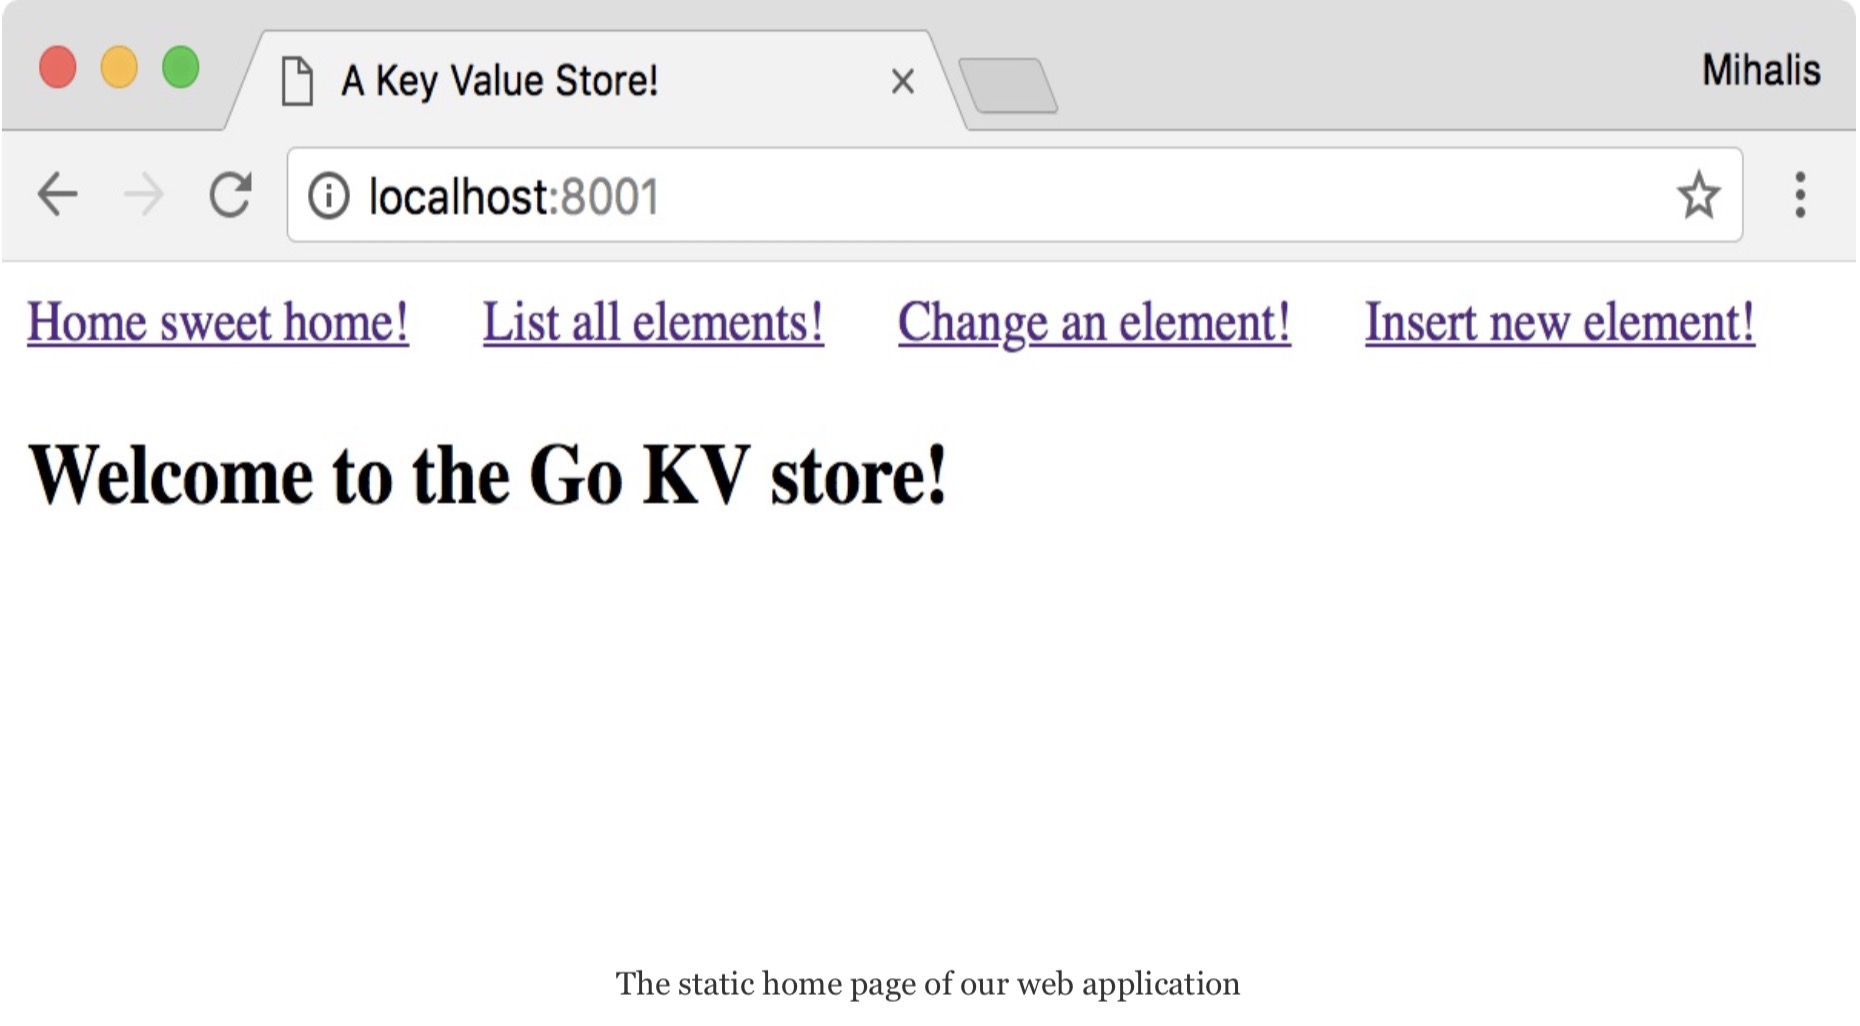 A Key Value Store!
Mihalis
localhost:8001
Home sweet home! List all elements! Change an element! Insert new element!
Welcome to the Go KV store!
The static home page of our web application